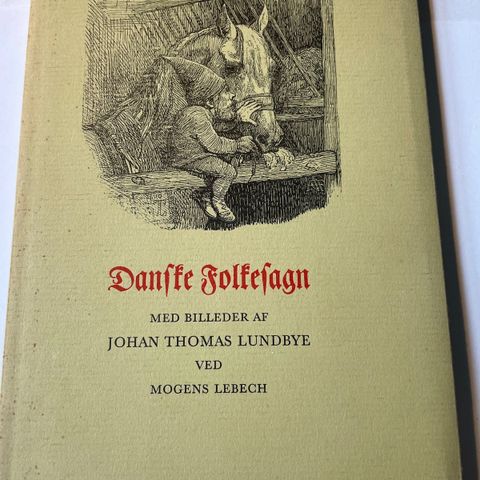 Danske Folkesagn
MED BILLEDER AF
JOHAN THOMAS LUNDBYE
VED
MOGENS LEBECH